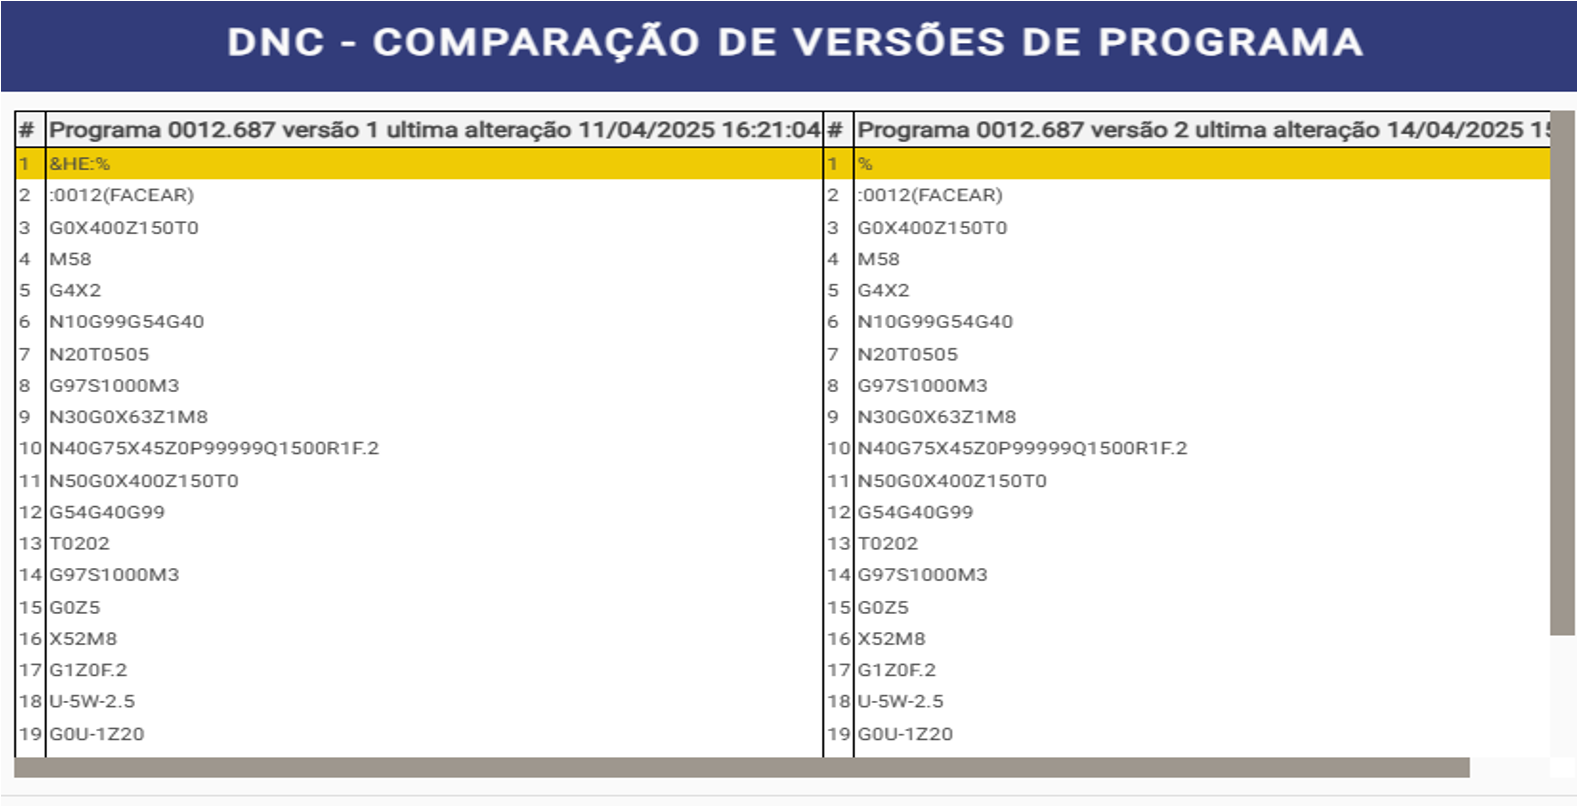 DNC - COMPARAÇÃO DE VERSÕES DE PROGRAMA
# Programa 0012.687 versão 1 ultima alteração 11/04/2025 16:21:04 # Programa 0012.687 versão 2 ultima alteração 14/04/2025
1 &HE:% 1 %
2 :0012(FACEAR) 2 :0012(FACEAR)
3 G0X400Z150T0 3 G0X400Z150T0
4 M58 4 M58
5 G4X2 5 G4X2
6 N10G99G54G40 6 N10G99G54G40
7 N20T0505 7 N20T0505
8 G97S1000M3 8 G97S1000M3
9 N30G0X63Z1M8 9 N30G0X63Z1M8
10 N40G75X45Z0P99999Q1500R1F.2 10 N40G75X45Z0P99999Q1500R1F.2
11 N50G0X400Z150T0 11 N50G0X400Z150T0
12 G54G40G99 12 G54G40G99
13 T0202 13 T0202
14 G97S1000M3 14 G97S1000M3
15 G0Z5 15 G0Z5
16 X52M8 16 X52M8
17 G1Z0F.2 17 G1Z0F.2
18 U-5W-2.5 18 U-5W-2.5
19 G0U-1Z20 19 G0U-1Z20